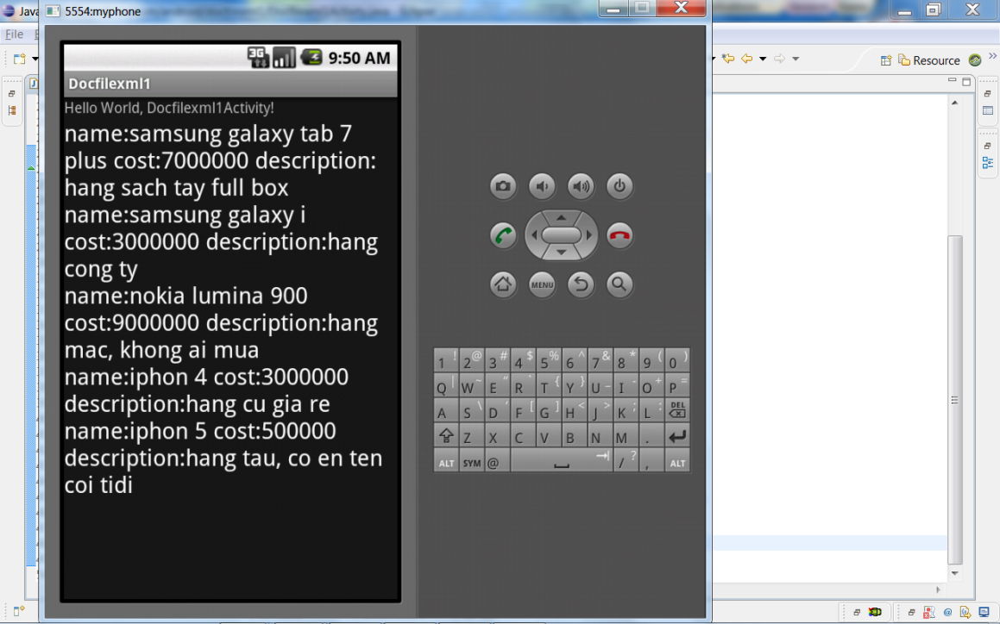 Java
5554:myphone
File
Resource
9:50 AM
Docfilexml1
Hello World, Docfilexml1Activity!
name:samsung galaxy tab 7
plus cost:7000000 description:
hang sach tay full box
name:samsung galaxy i
cost:3000000 description:hang
cong ty
name:nokia lumina 900
cost:9000000 description:hang
mac, khong ai mua
name:iphon 4 cost:3000000
description:hang cu gia re
name:iphon 5 cost:500000
description:hang tau, co en ten
coi tidi
3G
MENU
1 ! 2 @ 3 # 4 $ 5 % 6 ^ 7 & 8 * 9 ( 0 )
Q | W ~ E " R ` T { Y } U _ I - O + P =
A S \ D ' F [ G ] H < J > K ; L : DEL
Z X C V B N M .
ALT SYM @ / ? , ALT